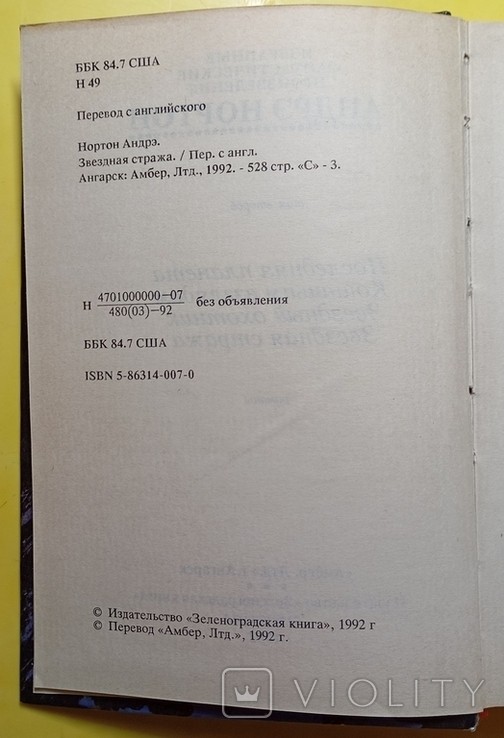 ББК 84.7 США
Н 49
Перевод с английского
Нортон Андрэ.
Звездная стража. / Пер. с англ.
Ангарск: Амбер, Лтд., 1992. - 528 стр. «С» - 3.
Н 4701000000—07 без объявления
480(03)—92
ББК 84.7 США
ISBN 5-86314-007-0
© Издательство «Зеленоградская книга», 1992 г
© Перевод «Амбер, Лтд.», 1992 г.
VIOLITY